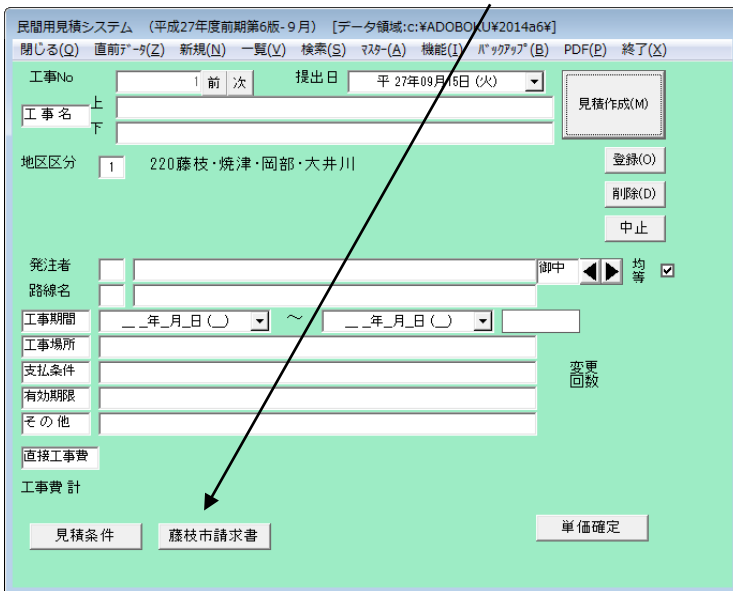 民間用見積システム （平成27年度前期第6版-９月） [データ領域:c:¥ADOBOKU¥2014a6¥]
閉じる(Q) 直前ﾃﾞｰﾀ(Z) 新規(N) 一覧(V) 検索(S) ﾏｽﾀｰ(A) 機能(I) ﾊﾞｯｸｱｯﾌﾟ(B) PDF(P) 終了(X)
工事No 1 前 次 提出日 平 27年09月15日 (火)
見積作成(M)
工 事 名 上
下
地区区分 1 220藤枝・焼津・岡部・大井川
登録(O)
削除(D)
中止
発注者 御中 均等
路線名
工事期間 _ _年_月_日 (_) ～ _ _年_月_日 (_)
工事場所
支払条件 変更回数
有効期限
そ の 他
直接工事費
工事費 計
見積条件 藤枝市請求書 単価確定